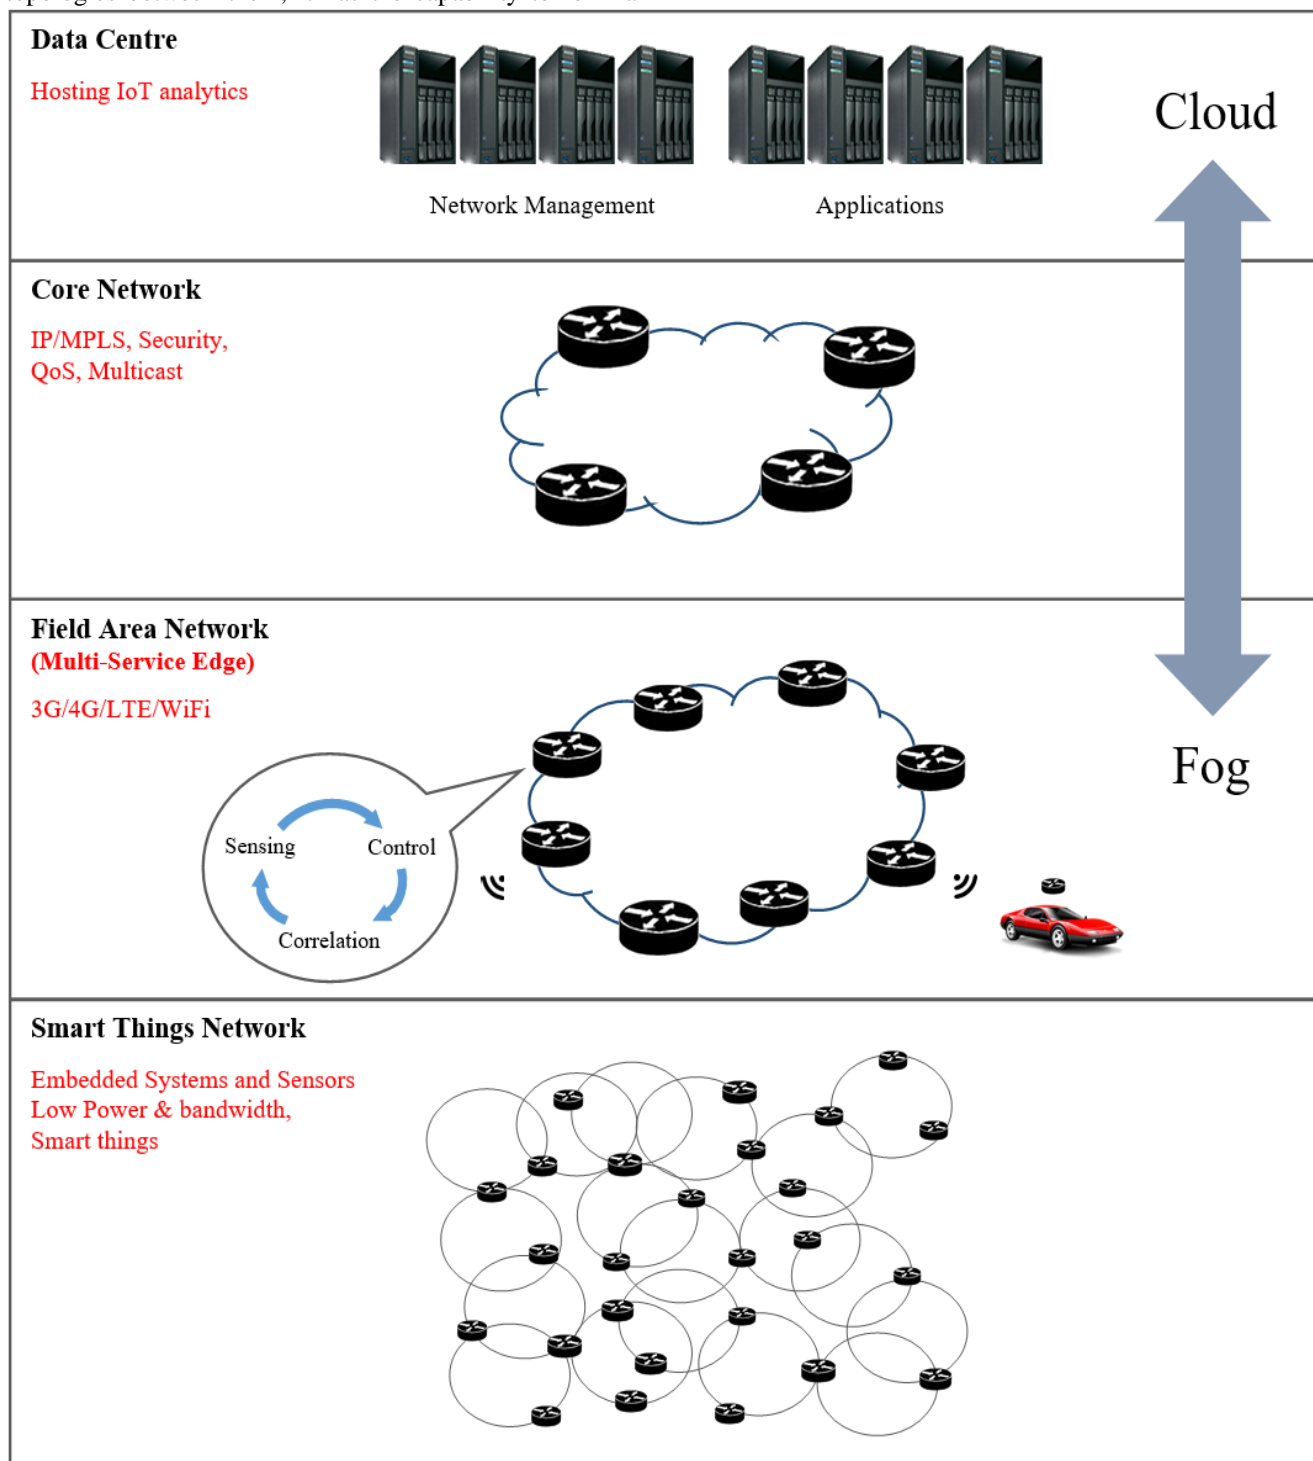 Data Centre
Hosting IoT analytics
Network Management
Applications
Cloud
Core Network
IP/MPLS, Security,
QoS, Multicast
Field Area Network
(Multi-Service Edge)
3G/4G/LTE/WiFi
Fog
Sensing
Control
Correlation
Smart Things Network
Embedded Systems and Sensors
Low Power & bandwidth,
Smart things